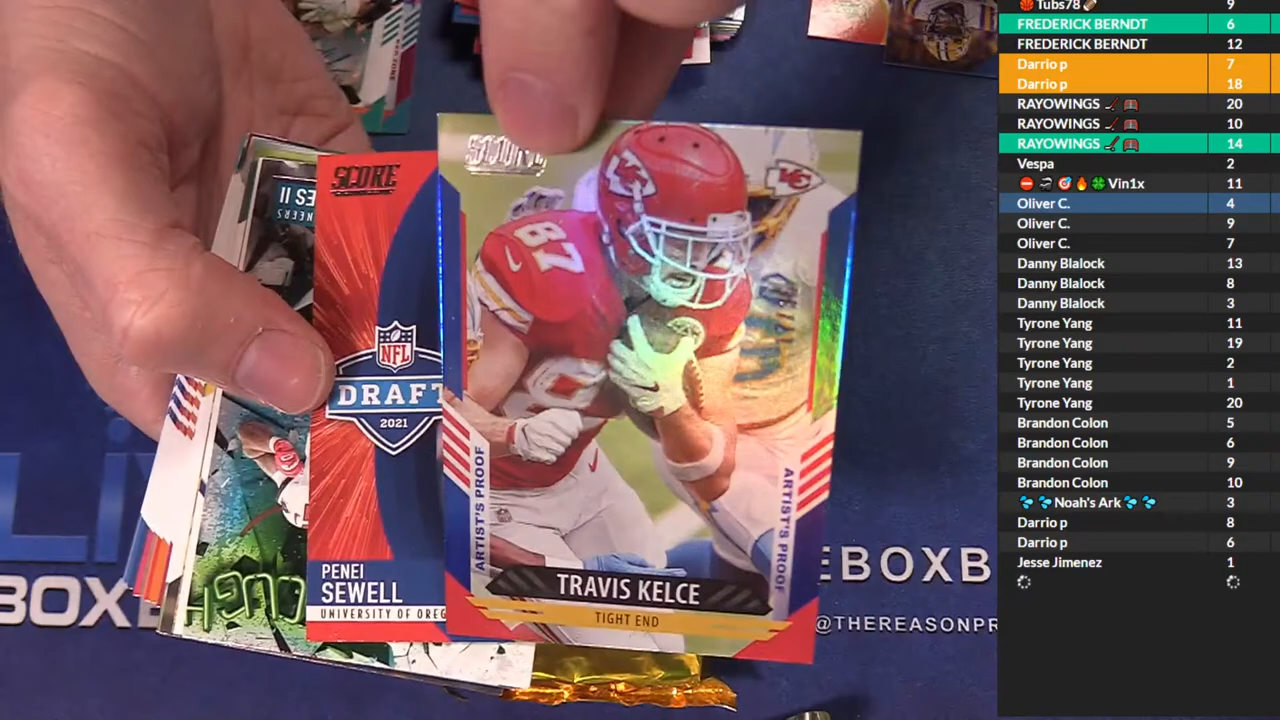 SCORE
KC
87
ARTIST'S PROOF
ARTIST'S PROOF
TRAVIS KELCE
TIGHT END
SCORE
NFL
DRAFT
2021
PENEI
SEWELL
UNIVERSITY OF OREG
BOXB
EBOXB
@THEREASONPR
Tubs78 9
FREDERICK BERNDT 6
FREDERICK BERNDT 12
Darrio p 7
Darrio p 18
RAYOWINGS 20
RAYOWINGS 10
RAYOWINGS 14
Vespa 2
Vin1x 11
Oliver C. 4
Oliver C. 9
Oliver C. 7
Danny Blalock 13
Danny Blalock 8
Danny Blalock 3
Tyrone Yang 11
Tyrone Yang 19
Tyrone Yang 2
Tyrone Yang 1
Tyrone Yang 20
Brandon Colon 5
Brandon Colon 6
Brandon Colon 9
Brandon Colon 10
Noah's Ark 3
Darrio p 8
Darrio p 6
Jesse Jimenez 1